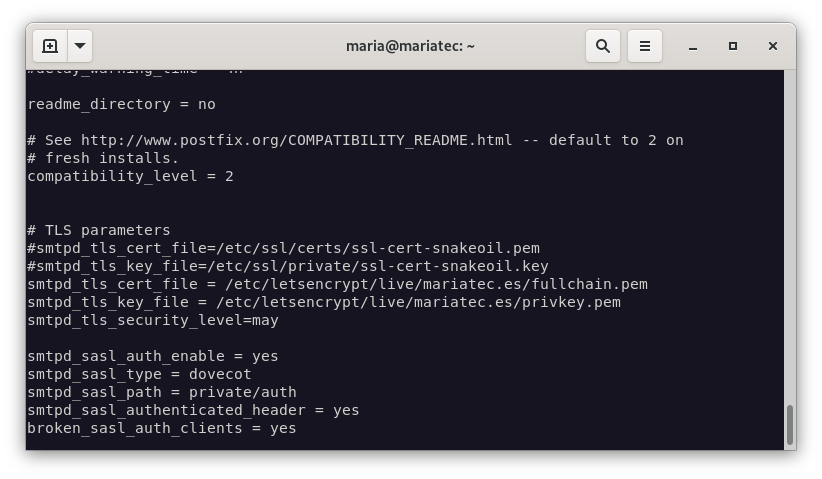 maria@mariatec: ~
readme_directory = no
# See http://www.postfix.org/COMPATIBILITY_README.html -- default to 2 on
# fresh installs.
compatibility_level = 2
# TLS parameters
#smtpd_tls_cert_file=/etc/ssl/certs/ssl-cert-snakeoil.pem
#smtpd_tls_key_file=/etc/ssl/private/ssl-cert-snakeoil.key
smtpd_tls_cert_file = /etc/letsencrypt/live/mariatec.es/fullchain.pem
smtpd_tls_key_file = /etc/letsencrypt/live/mariatec.es/privkey.pem
smtpd_tls_security_level=may
smtpd_sasl_auth_enable = yes
smtpd_sasl_type = dovecot
smtpd_sasl_path = private/auth
smtpd_sasl_authenticated_header = yes
broken_sasl_auth_clients = yes